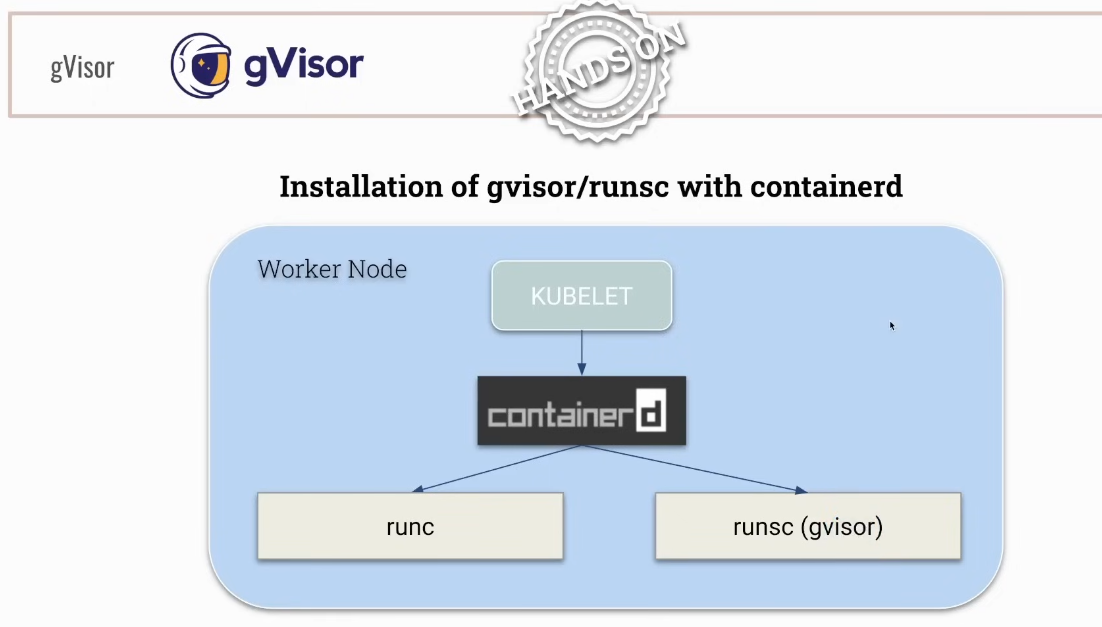 gVisor
gVisor
HANDS ON
Installation of gvisor/runsc with containerd
Worker Node
KUBELET
containerd
runc
runsc (gvisor)